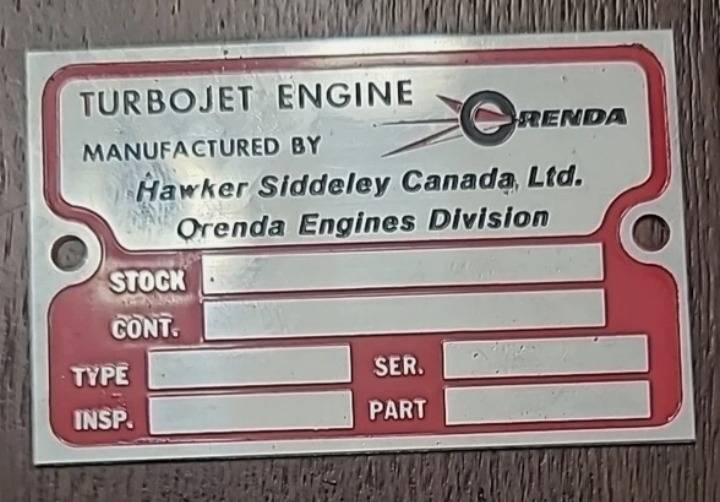 TURBOJET ENGINE
ORENDA
MANUFACTURED BY
Hawker Siddeley Canada, Ltd.
Orenda Engines Division
STOCK
CONT.
TYPE SER.
INSP. PART